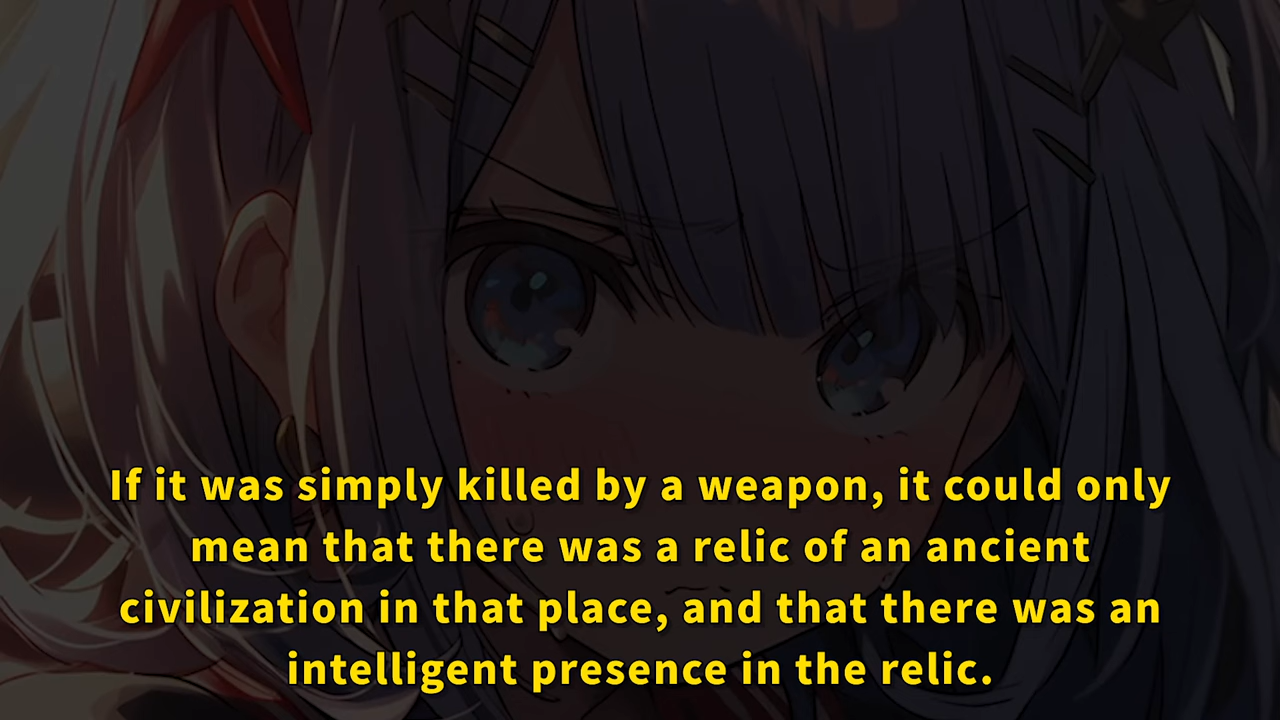 If it was simply killed by a weapon, it could only
mean that there was a relic of an ancient
civilization in that place, and that there was an
intelligent presence in the relic.